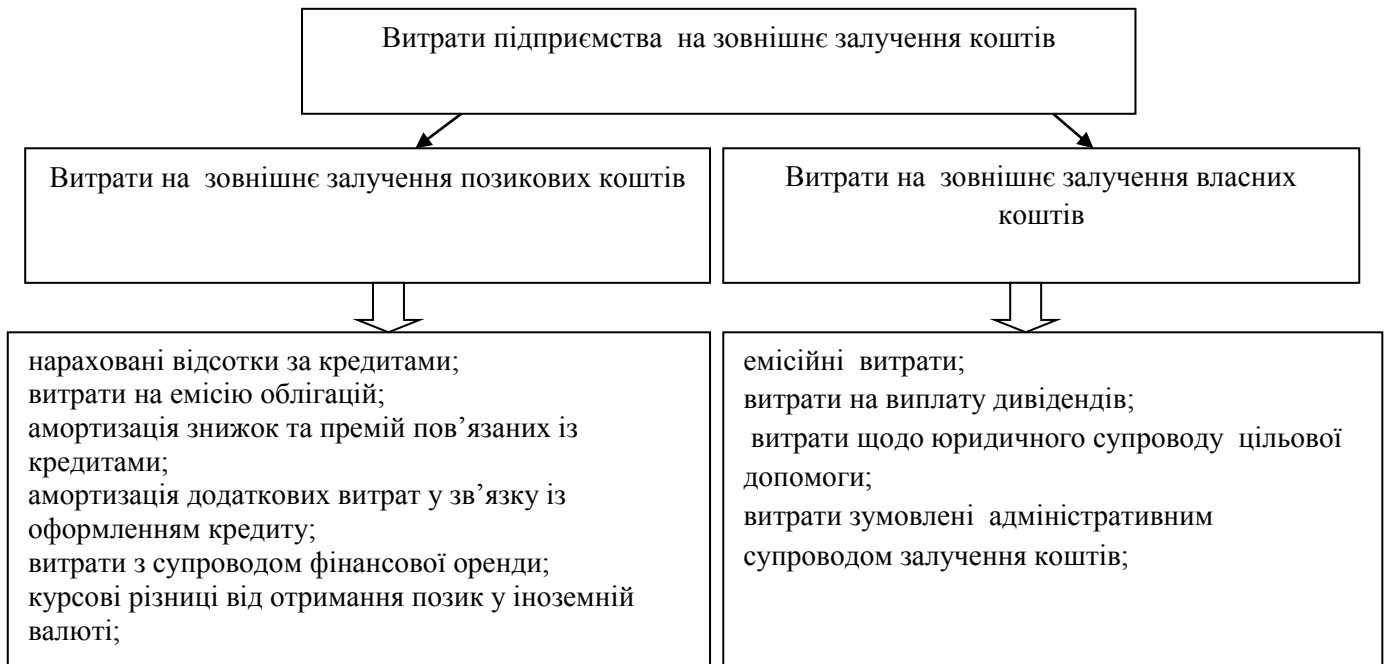 Витрати підприємства на зовнішнє залучення коштів
Витрати на зовнішнє залучення позикових коштів
Витрати на зовнішнє залучення власних
коштів
нараховані відсотки за кредитами;
витрати на емісію облігацій;
амортизація знижок та премій пов’язаних із
кредитами;
амортизація додаткових витрат у зв’язку із
оформленням кредиту;
витрати з супроводом фінансової оренди;
курсові різниці від отримання позик у іноземній
валюті;
емісійні витрати;
витрати на виплату дивідендів;
витрати щодо юридичного супроводу цільової
допомоги;
витрати зумовлені адміністративним
супроводом залучення коштів;